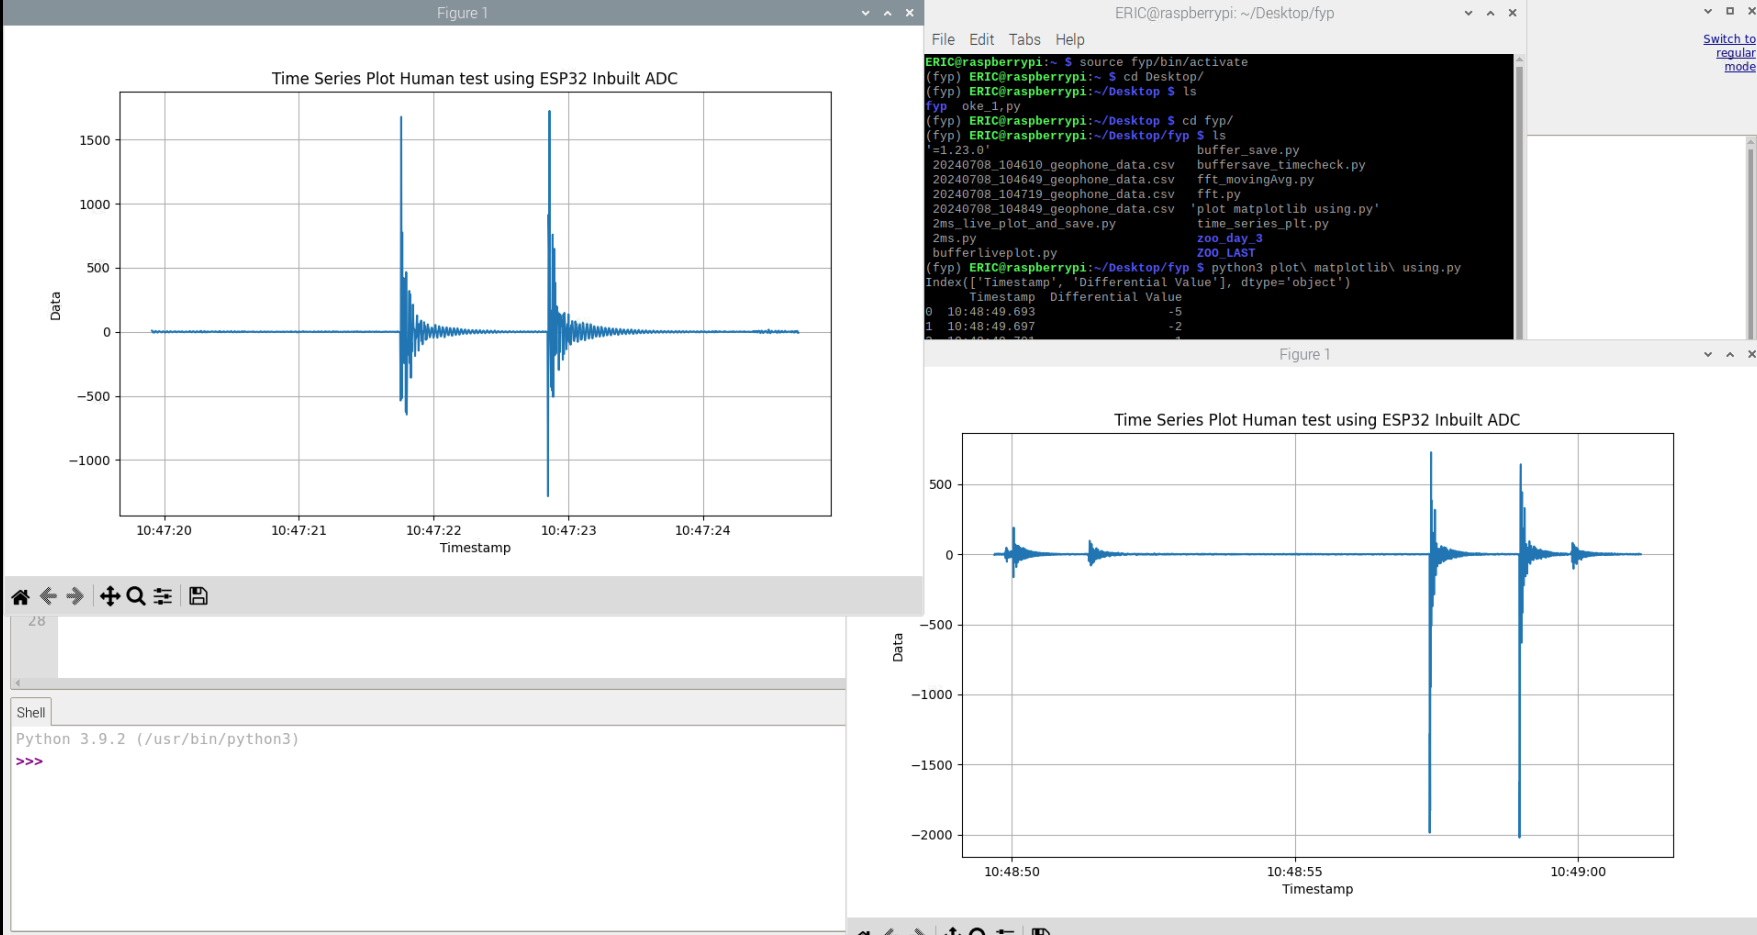 Figure 1
Time Series Plot Human test using ESP32 Inbuilt ADC
1500
1000
500
0
−500
−1000
Data
10:47:20 10:47:21 10:47:22 10:47:23 10:47:24
Timestamp
28
Shell
Python 3.9.2 (/usr/bin/python3)
>>>
ERIC@raspberrypi: ~/Desktop/fyp
File Edit Tabs Help
ERIC@raspberrypi:~ $ source fyp/bin/activate
(fyp) ERIC@raspberrypi:~ $ cd Desktop/
(fyp) ERIC@raspberrypi:~/Desktop $ ls
fyp oke_1,py
(fyp) ERIC@raspberrypi:~/Desktop $ cd fyp/
(fyp) ERIC@raspberrypi:~/Desktop/fyp $ ls
'=1.23.0' buffer_save.py
20240708_104610_geophone_data.csv buffersave_timecheck.py
20240708_104649_geophone_data.csv fft_movingAvg.py
20240708_104719_geophone_data.csv fft.py
20240708_104849_geophone_data.csv 'plot matplotlib using.py'
2ms_live_plot_and_save.py time_series_plt.py
2ms.py zoo_day_3
bufferliveplot.py ZOO_LAST
(fyp) ERIC@raspberrypi:~/Desktop/fyp $ python3 plot\ matplotlib\ using.py
Index(['Timestamp', 'Differential Value'], dtype='object')
Timestamp Differential Value
0 10:48:49.693 -5
1 10:48:49.697 -2
Switch to
regular
mode
Figure 1
Time Series Plot Human test using ESP32 Inbuilt ADC
500
0
−500
−1000
−1500
−2000
Data
10:48:50 10:48:55 10:49:00
Timestamp